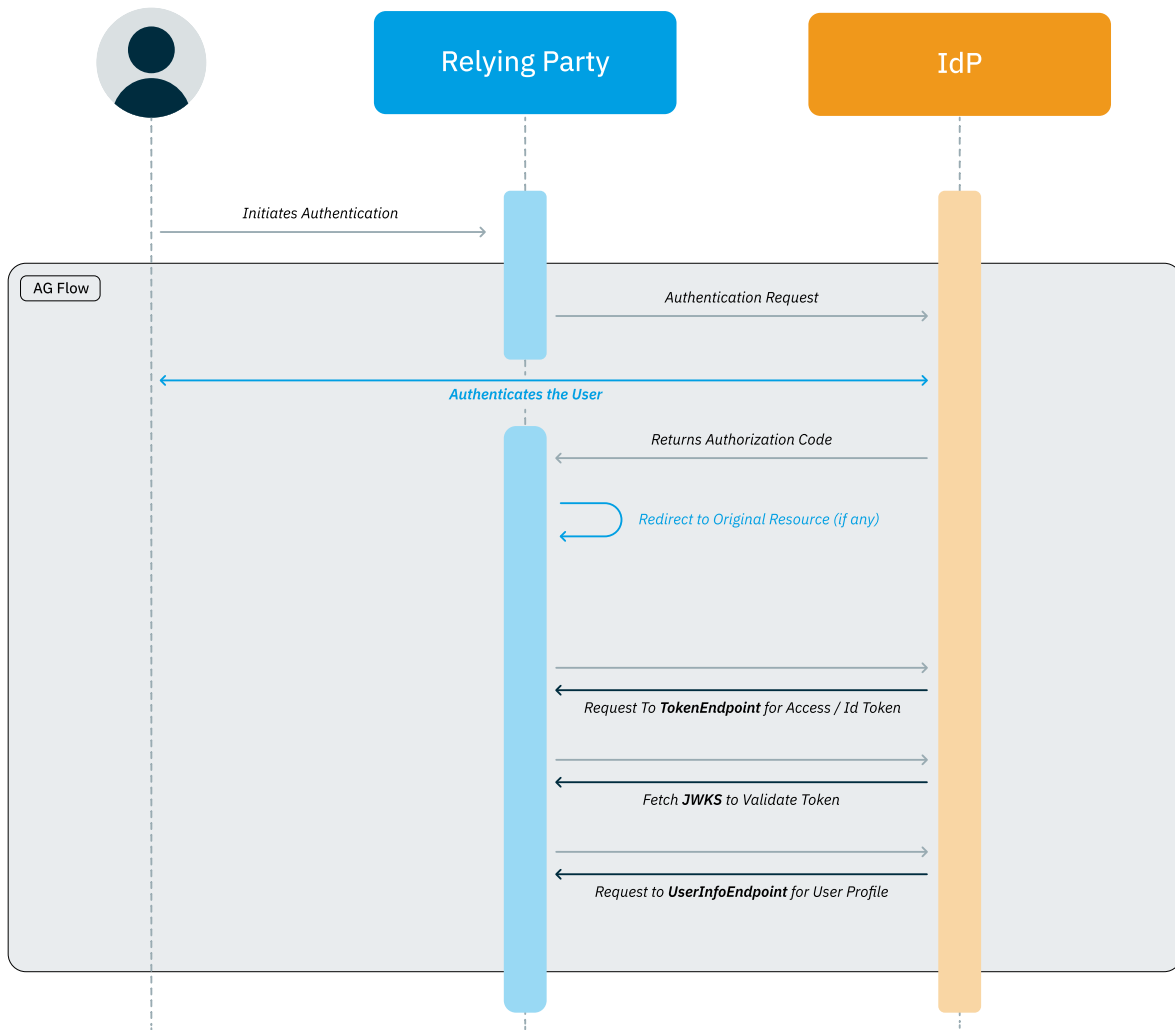 Relying Party
IdP
Initiates Authentication
AG Flow
Authentication Request
Authenticates the User
Returns Authorization Code
Redirect to Original Resource (if any)
Request To TokenEndpoint for Access / Id Token
Fetch JWKS to Validate Token
Request to UserInfoEndpoint for User Profile